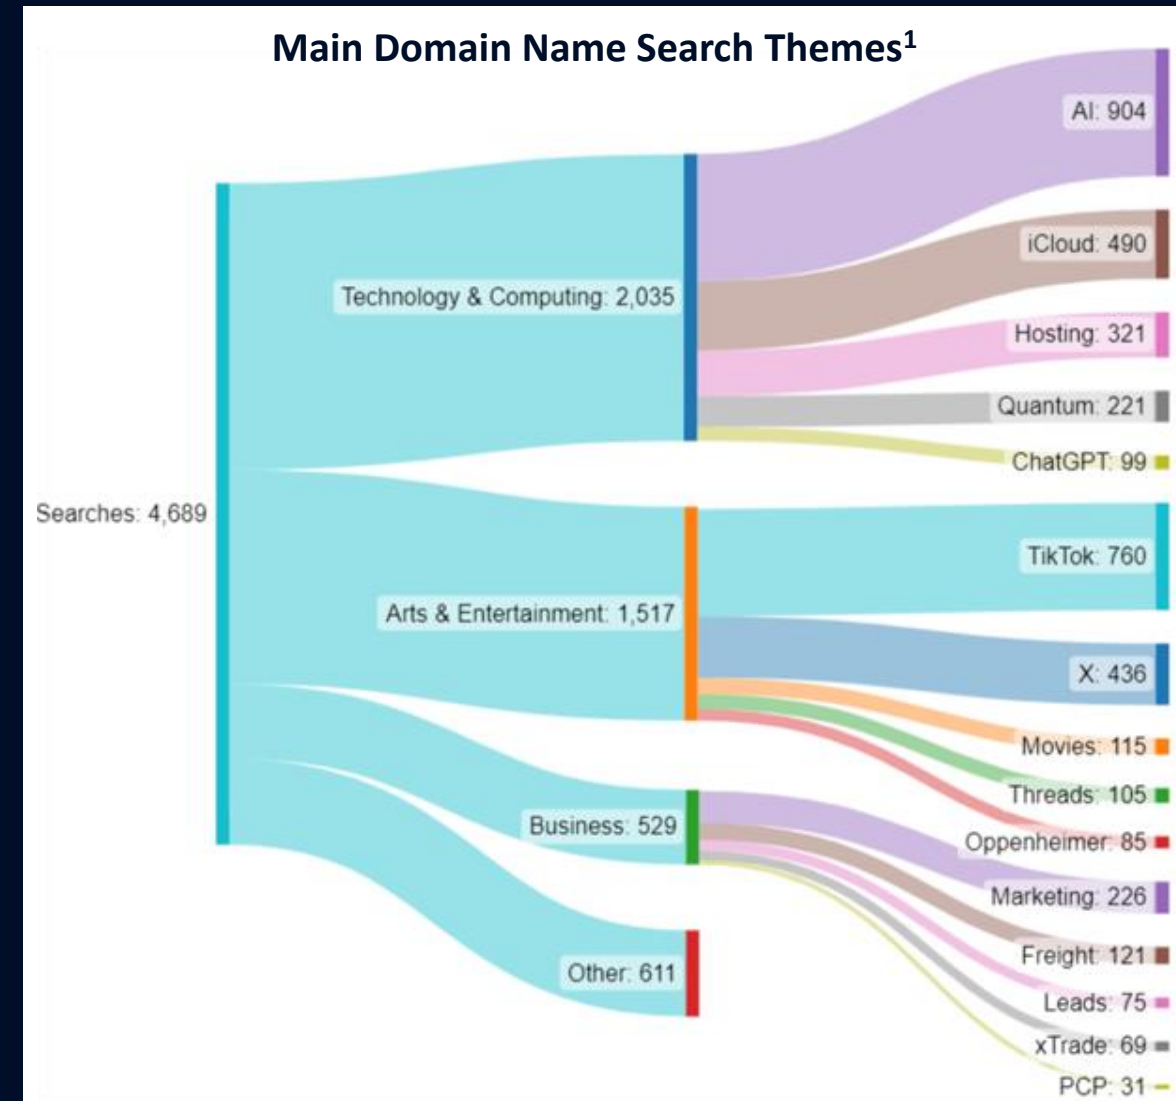 Main Domain Name Search Themes¹
AI: 904
iCloud: 490
Technology & Computing: 2,035
Hosting: 321
Quantum: 221
ChatGPT: 99
Searches: 4,689
TikTok: 760
Arts & Entertainment: 1,517
X: 436
Movies: 115
Threads: 105
Business: 529
Oppenheimer: 85
Marketing: 226
Freight: 121
Other: 611
Leads: 75
xTrade: 69
PCP: 31